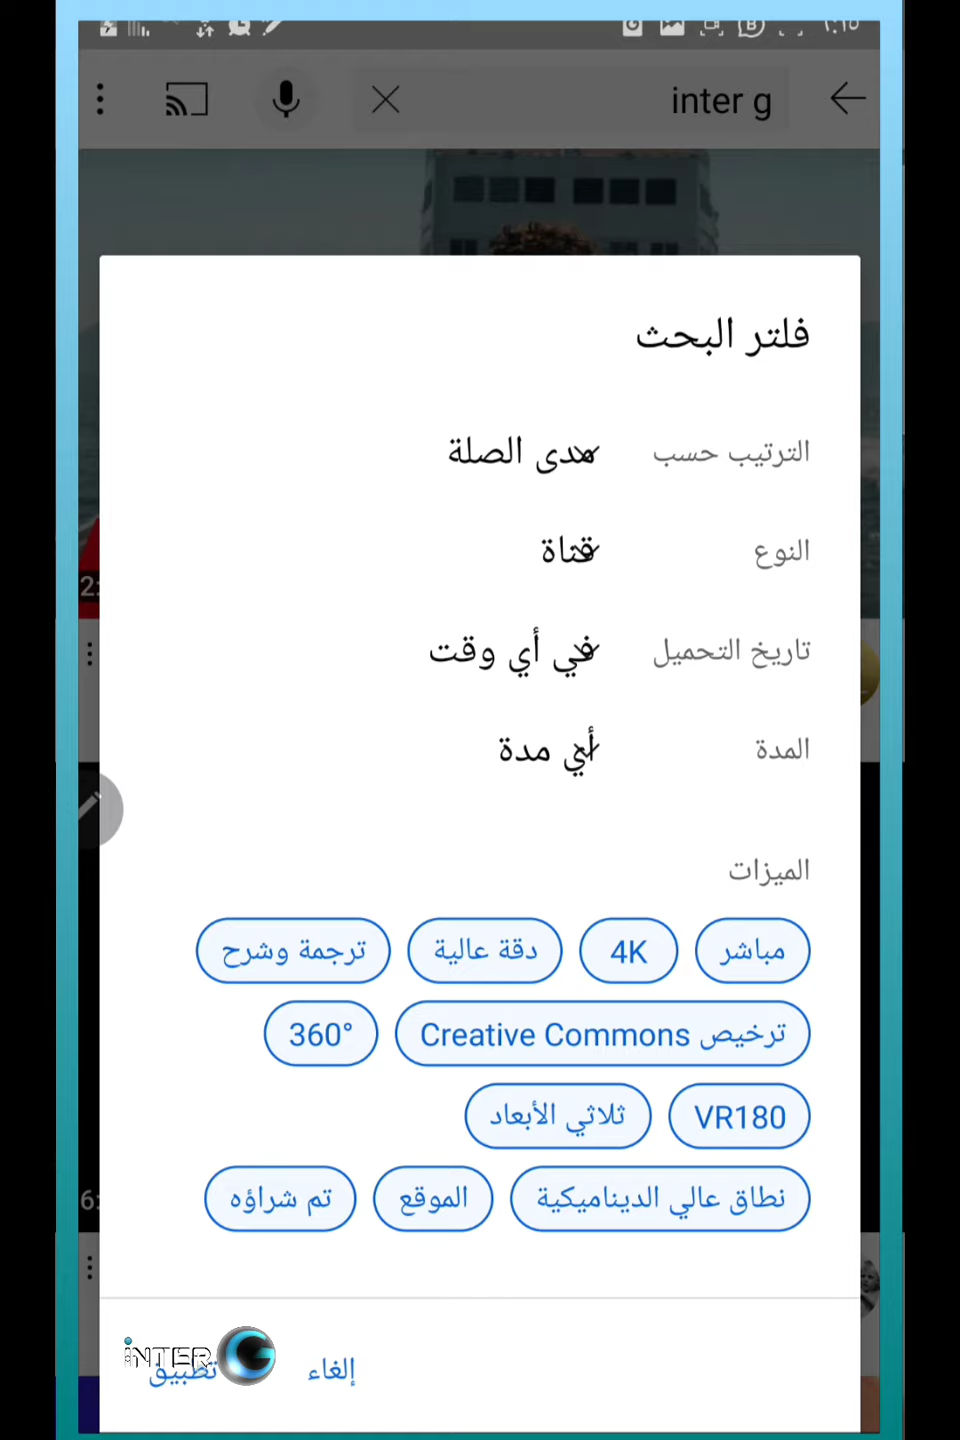 ١:١٥
inter g
فلتر البحث
الترتيب حسب مدى الصلة
النوع قناة
تاريخ التحميل في أي وقت
المدة أي مدة
الميزات
مباشر 4K دقة عالية ترجمة وشرح
ترخيص Creative Commons 360°
VR180 ثلاثي الأبعاد
نطاق عالي الديناميكية الموقع تم شراؤه
إلغاء تطبيق
iNTER G